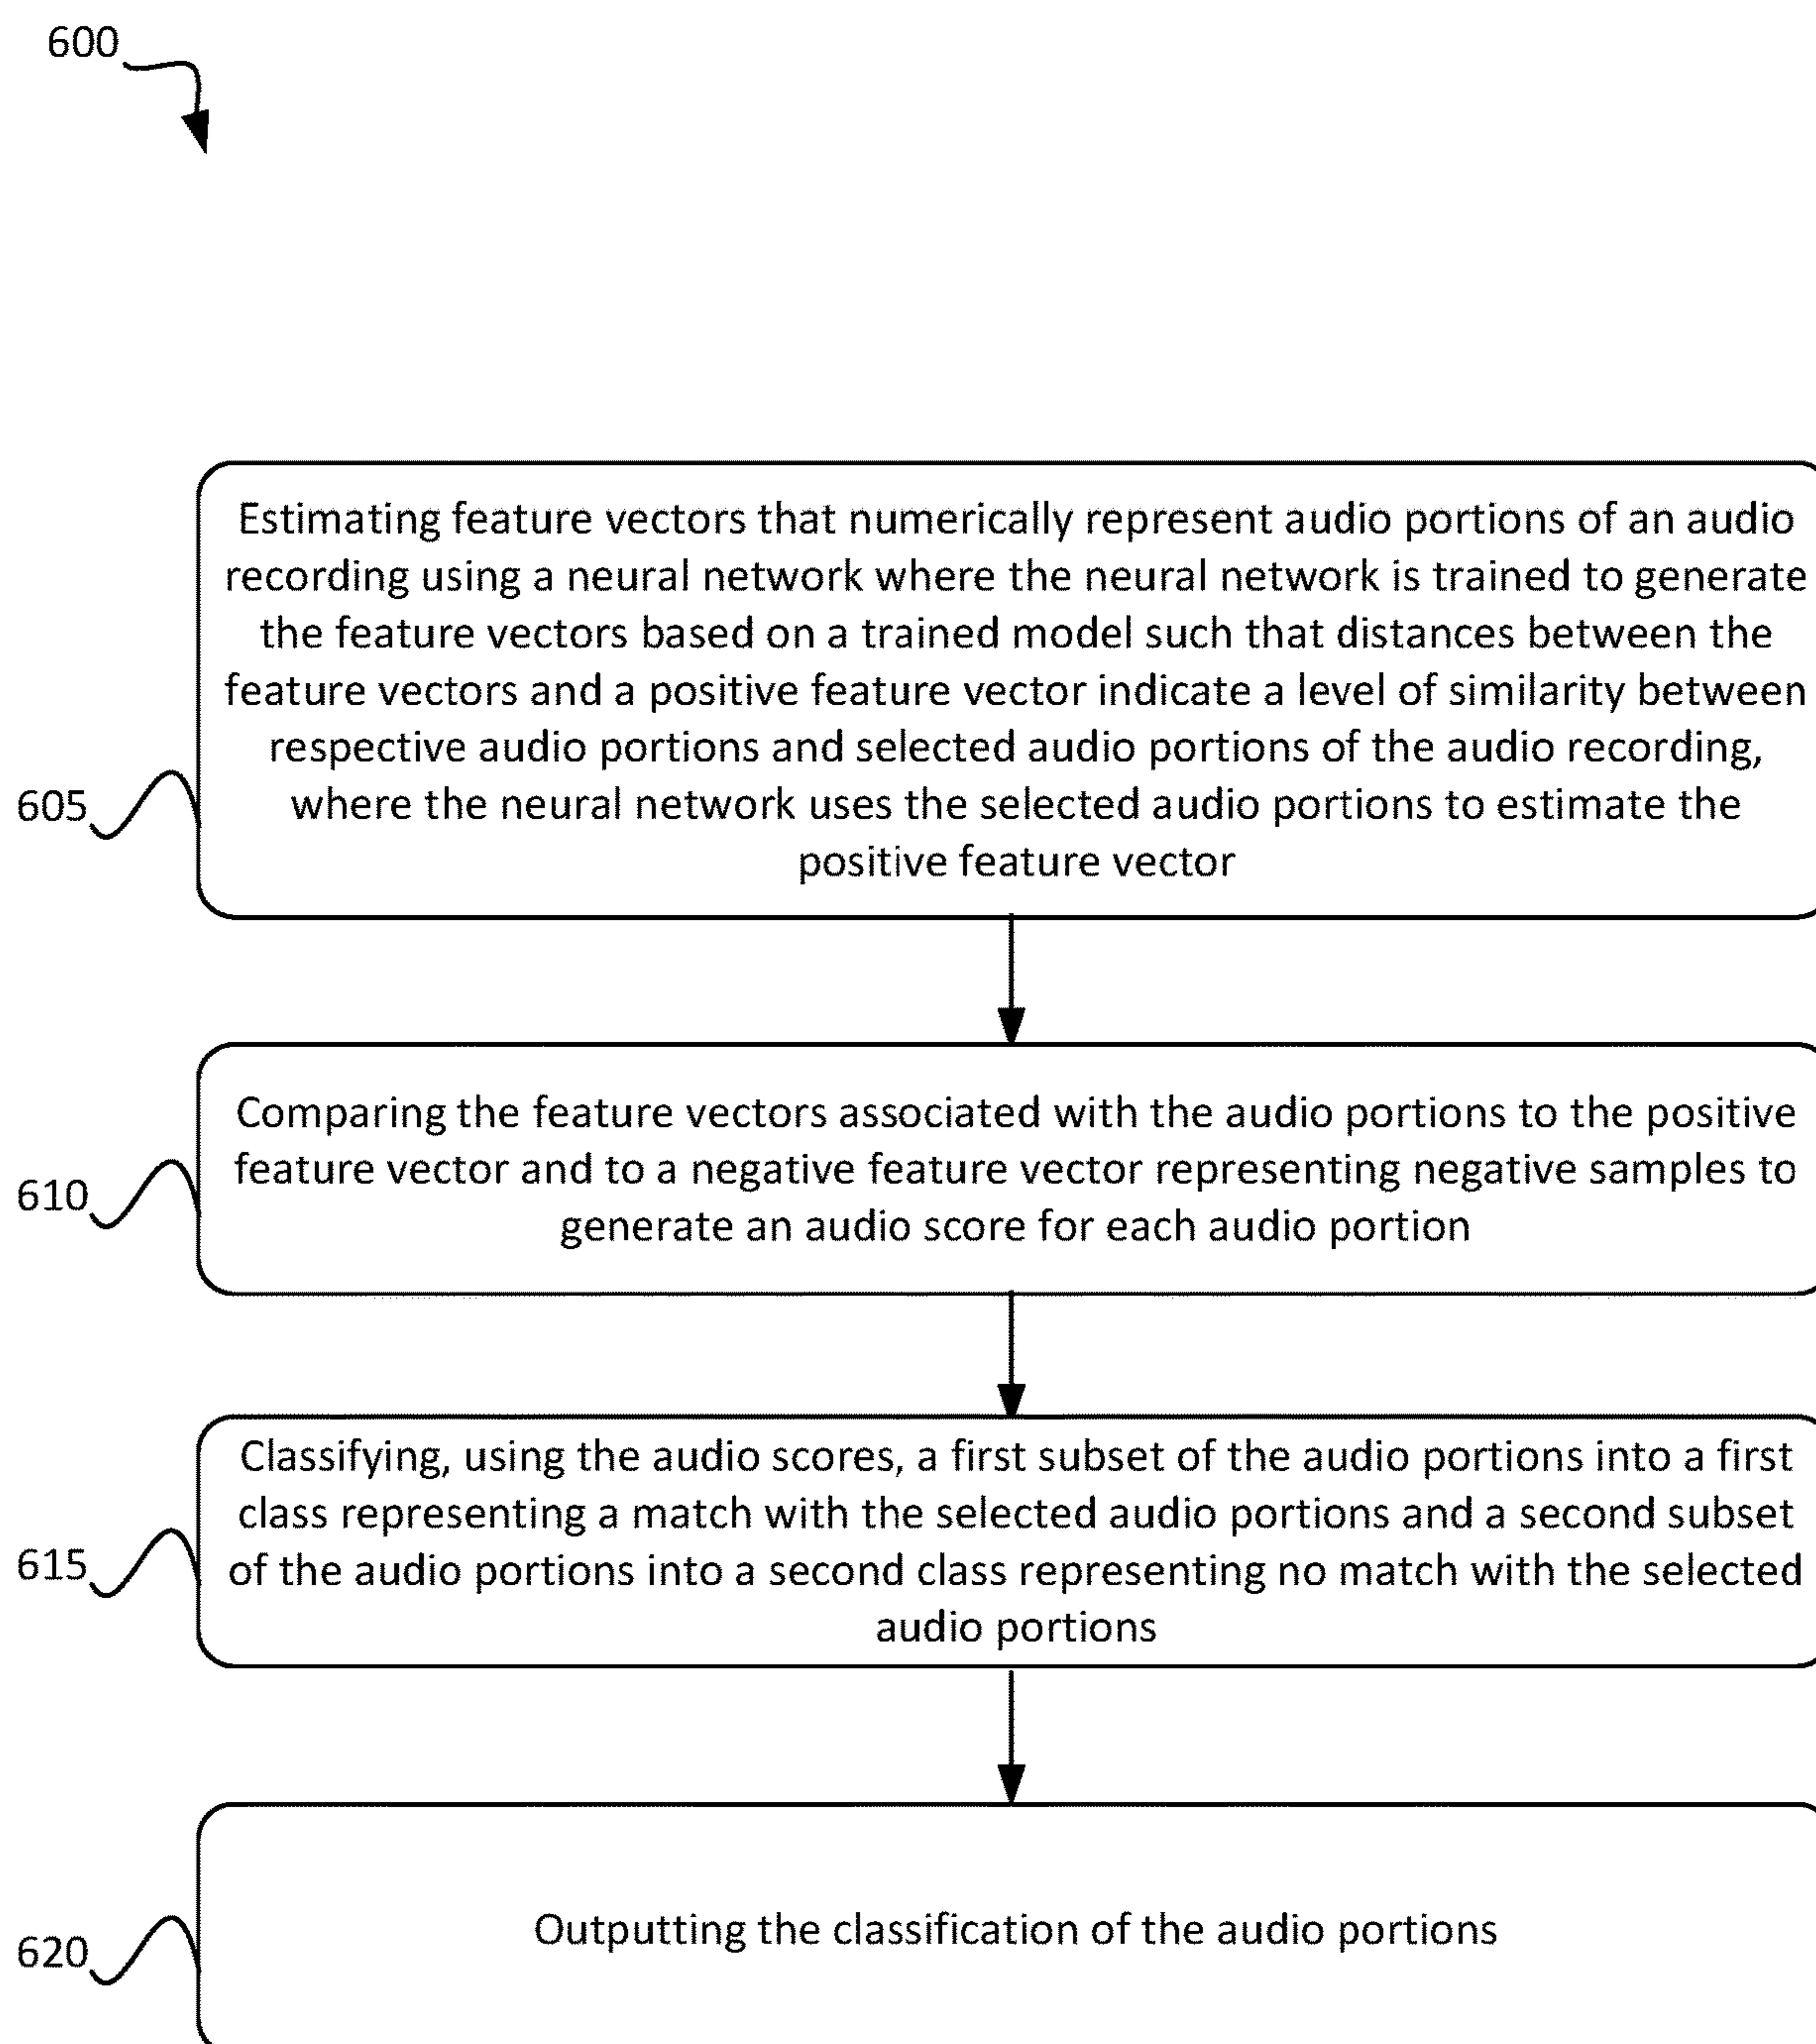 600
Estimating feature vectors that numerically represent audio portions of an audio
recording using a neural network where the neural network is trained to generate
the feature vectors based on a trained model such that distances between the
feature vectors and a positive feature vector indicate a level of similarity between
respective audio portions and selected audio portions of the audio recording,
where the neural network uses the selected audio portions to estimate the
positive feature vector
605
Comparing the feature vectors associated with the audio portions to the positive
feature vector and to a negative feature vector representing negative samples to
generate an audio score for each audio portion
610
Classifying, using the audio scores, a first subset of the audio portions into a first
class representing a match with the selected audio portions and a second subset
of the audio portions into a second class representing no match with the selected
audio portions
615
Outputting the classification of the audio portions
620